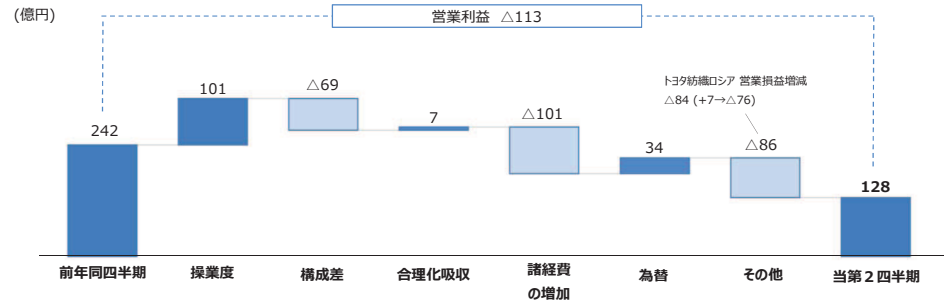 (億円)
営業利益 △113
トヨタ紡織ロシア 営業損益増減
△84 (+7→△76)
242
101
△69
7
△101
34
△86
128
前年同四半期
操業度
構成差
合理化吸収
諸経費
の増加
為替
その他
当第２四半期